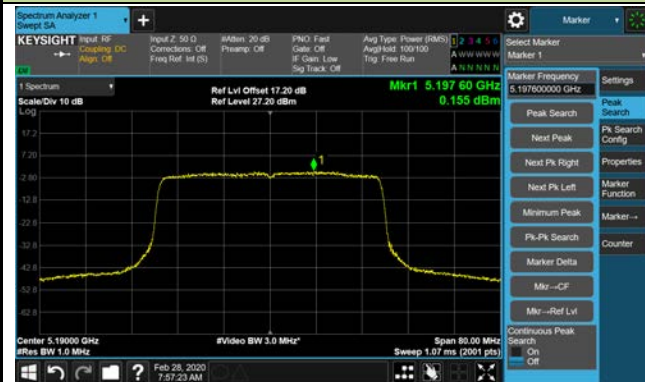 Spectrum Analyzer 1
Swept SA
Marker
KEYSIGHT
Input: RF
Coupling: DC
Align: Off
Input Z: 50 Ω
Corrections: Off
Freq Ref: Int (S)
#Atten: 20 dB
Preamp: Off
PNO: Fast
Gate: Off
IF Gain: Low
Sig Track: Off
Avg Type: Power (RMS)
Avg|Hold: 100/100
Trig: Free Run
1 2 3 4 5 6
A W W W W W
A N N N N N
Select Marker
Marker 1
1 Spectrum
Scale/Div 10 dB
Log
Ref Lvl Offset 17.20 dB
Ref Level 27.20 dBm
Mkr1 5.197 60 GHz
0.155 dBm
17.2
7.20
-2.80
-12.8
-22.8
-32.8
-42.8
-52.8
-62.8
1
Center 5.19000 GHz
#Res BW 1.0 MHz
#Video BW 3.0 MHz*
Span 80.00 MHz
Sweep 1.07 ms (2001 pts)
Marker Frequency
5.197600000 GHz
Peak Search
Next Peak
Next Pk Right
Next Pk Left
Minimum Peak
Pk-Pk Search
Marker Delta
Mkr→CF
Mkr→Ref Lvl
Continuous Peak
Search
On
Off
Settings
Peak
Search
Pk Search
Config
Properties
Marker
Function
Marker→
Counter
?
Feb 28, 2020
7:57:23 AM